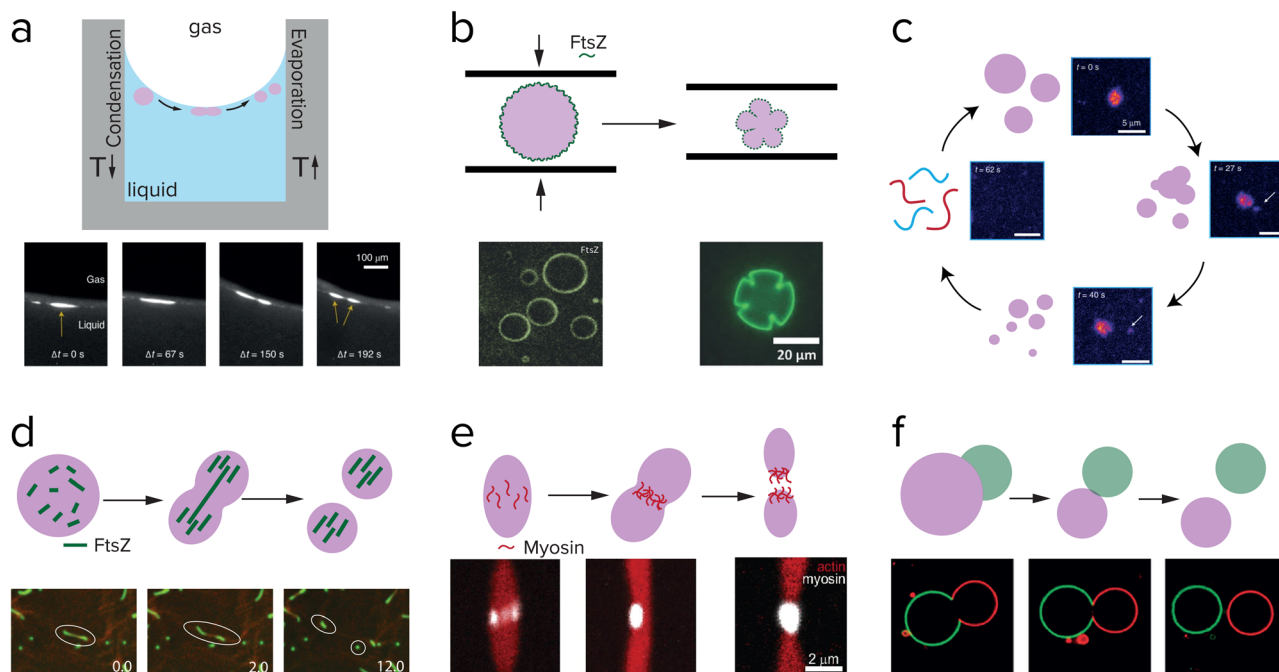 a
gas
Condensation
Evaporation
T
T
liquid
100 μm
Gas
Liquid
Δt = 0 s
Δt = 67 s
Δt = 150 s
Δt = 192 s
b
FtsZ
FtsZ
20 μm
c
t = 0 s
5 μm
t = 62 s
t = 27 s
t = 40 s
d
FtsZ
0.0
2.0
12.0
e
Myosin
actin
myosin
2 μm
f